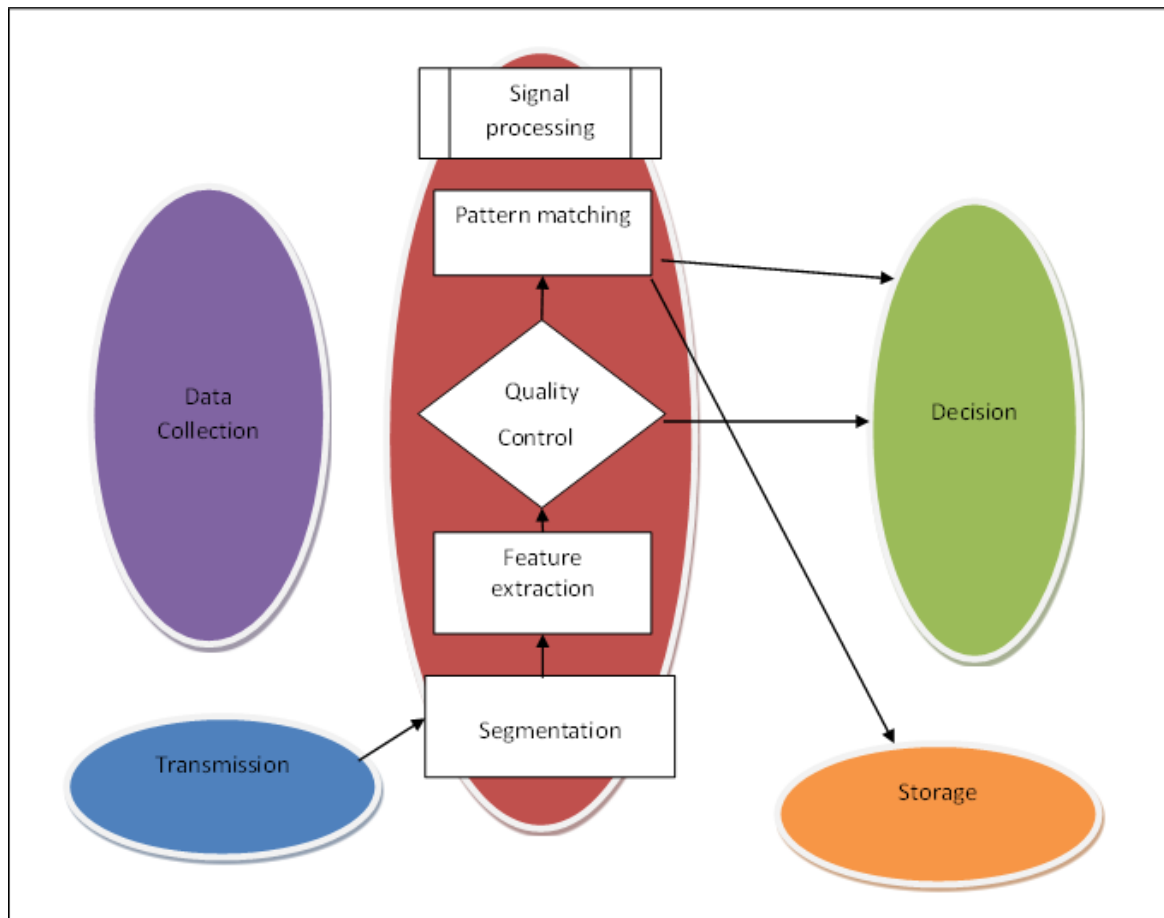 Signal
processing
Pattern matching
Data
Collection
Quality
Control
Decision
Feature
extraction
Transmission
Segmentation
Storage